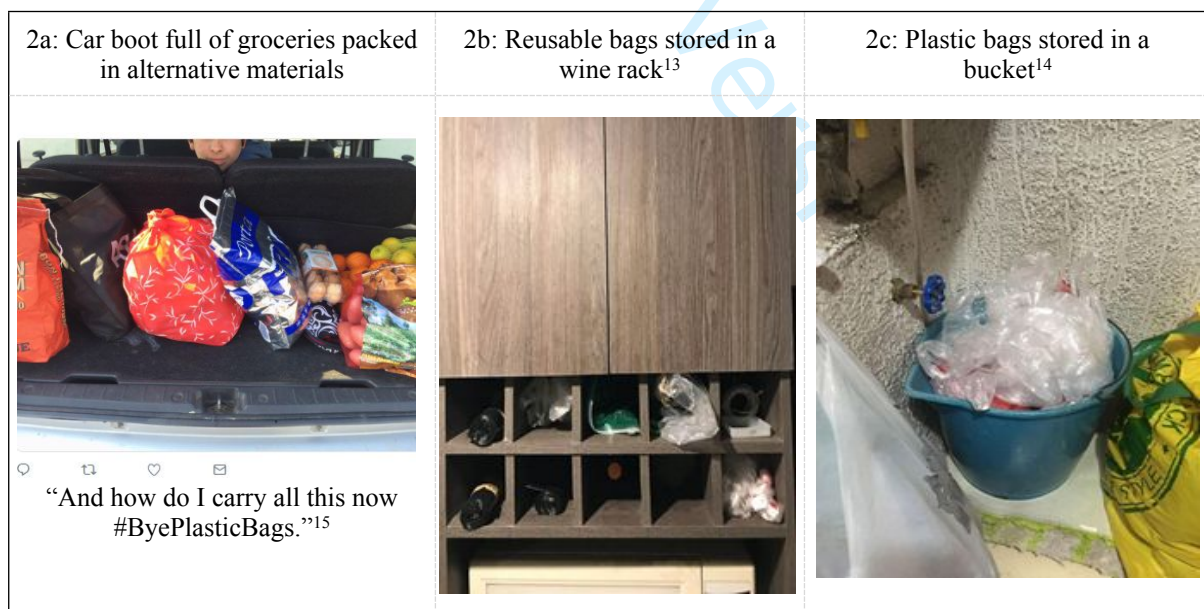 2a: Car boot full of groceries packed
in alternative materials
2b: Reusable bags stored in a
wine rack13
2c: Plastic bags stored in a
bucket14
“And how do I carry all this now
#ByePlasticBags.”15
STYLE